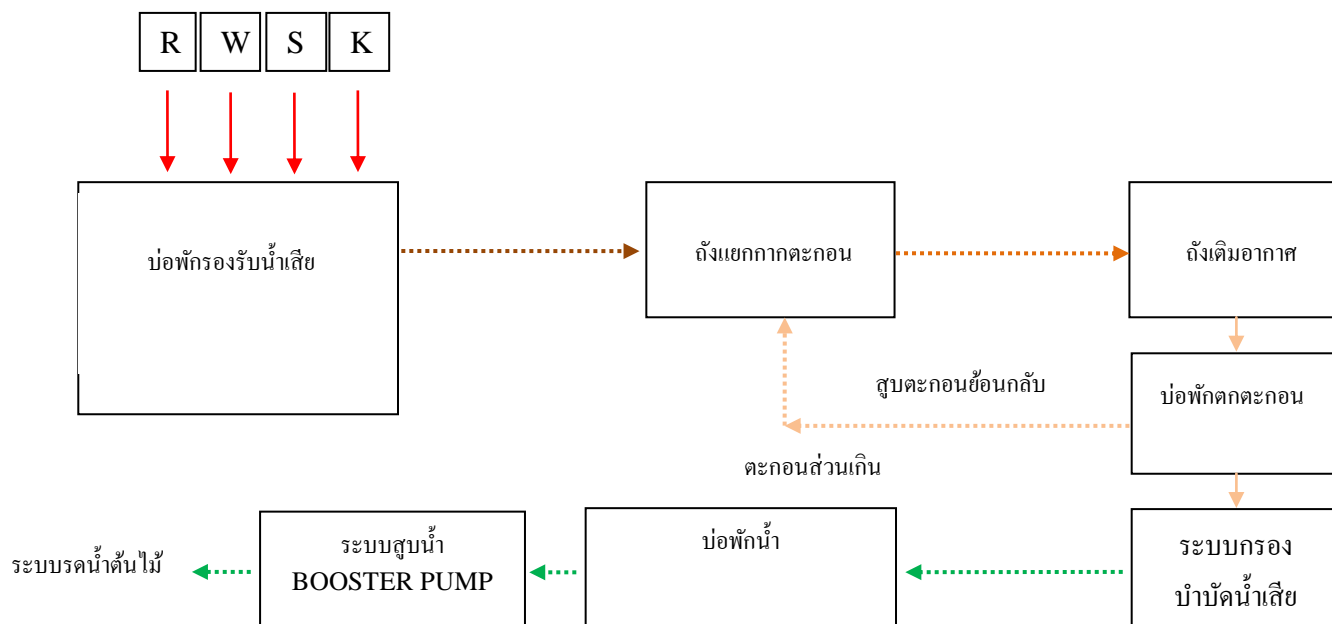 R W S K
บ่อพักรองรับน้ำเสีย
ถังแยกกากตะกอน
ถังเติมอากาศ
สูบตะกอนย้อนกลับ
บ่อพักตกตะกอน
ตะกอนส่วนเกิน
ระบบรดน้ำต้นไม้
ระบบสูบน้ำ
BOOSTER PUMP
บ่อพักน้ำ
ระบบกรอง
บำบัดน้ำเสีย